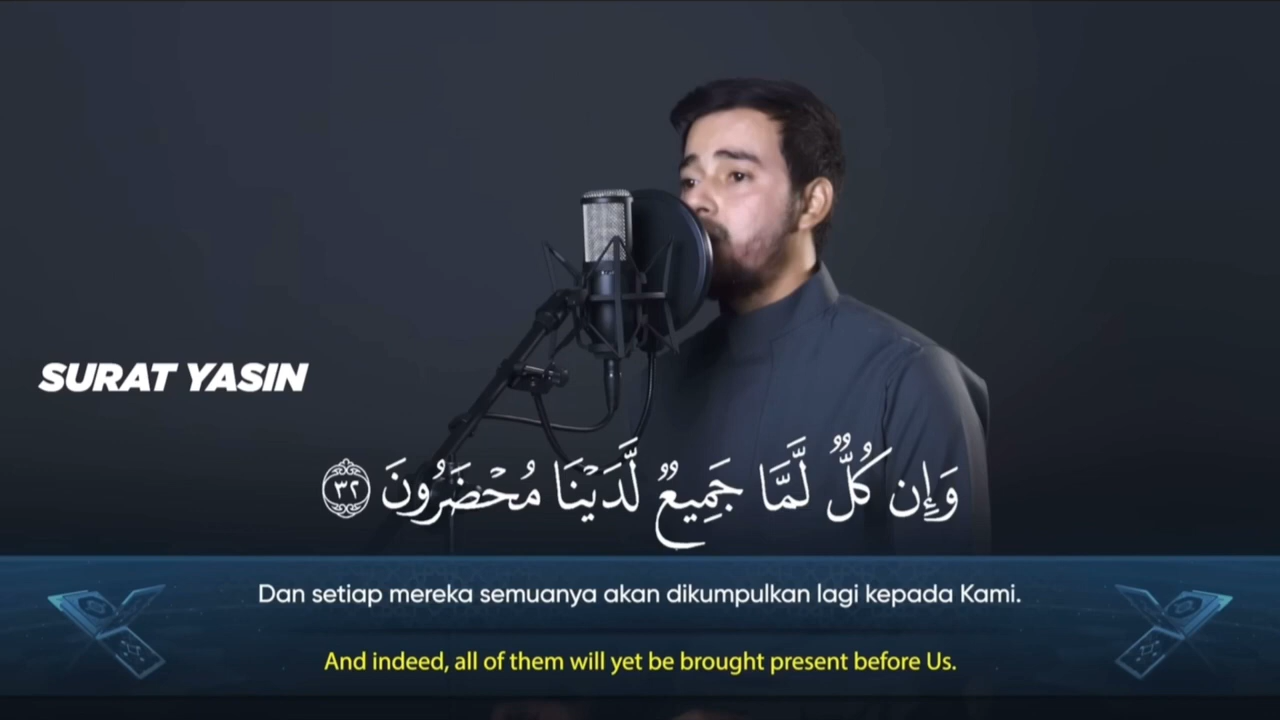 SURAT YASIN
وَإِن كُلٌّ لَّمَّا جَمِيعٌ لَّدَيْنَا مُحْضَرُونَ ٣٢
Dan setiap mereka semuanya akan dikumpulkan lagi kepada Kami.
And indeed, all of them will yet be brought present before Us.